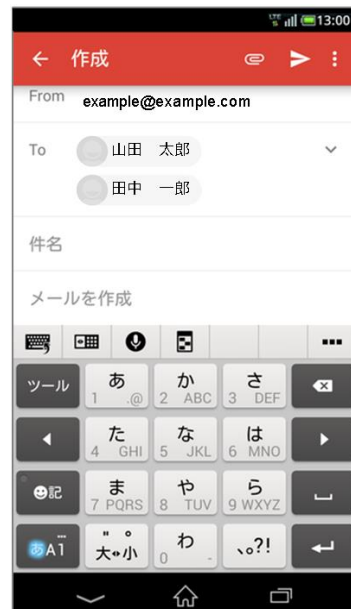 LTE 13:00
作成
From example@example.com
To 山田 太郎
田中 一郎
件名
メールを作成
ツール あ 1 .@ か 2 ABC さ 3 DEF
た 4 GHI な 5 JKL は 6 MNO
記 ま 7 PQRS や 8 TUV ら 9 WXYZ
あA1 " ° 大⇔小 わ 0 - 、。?!